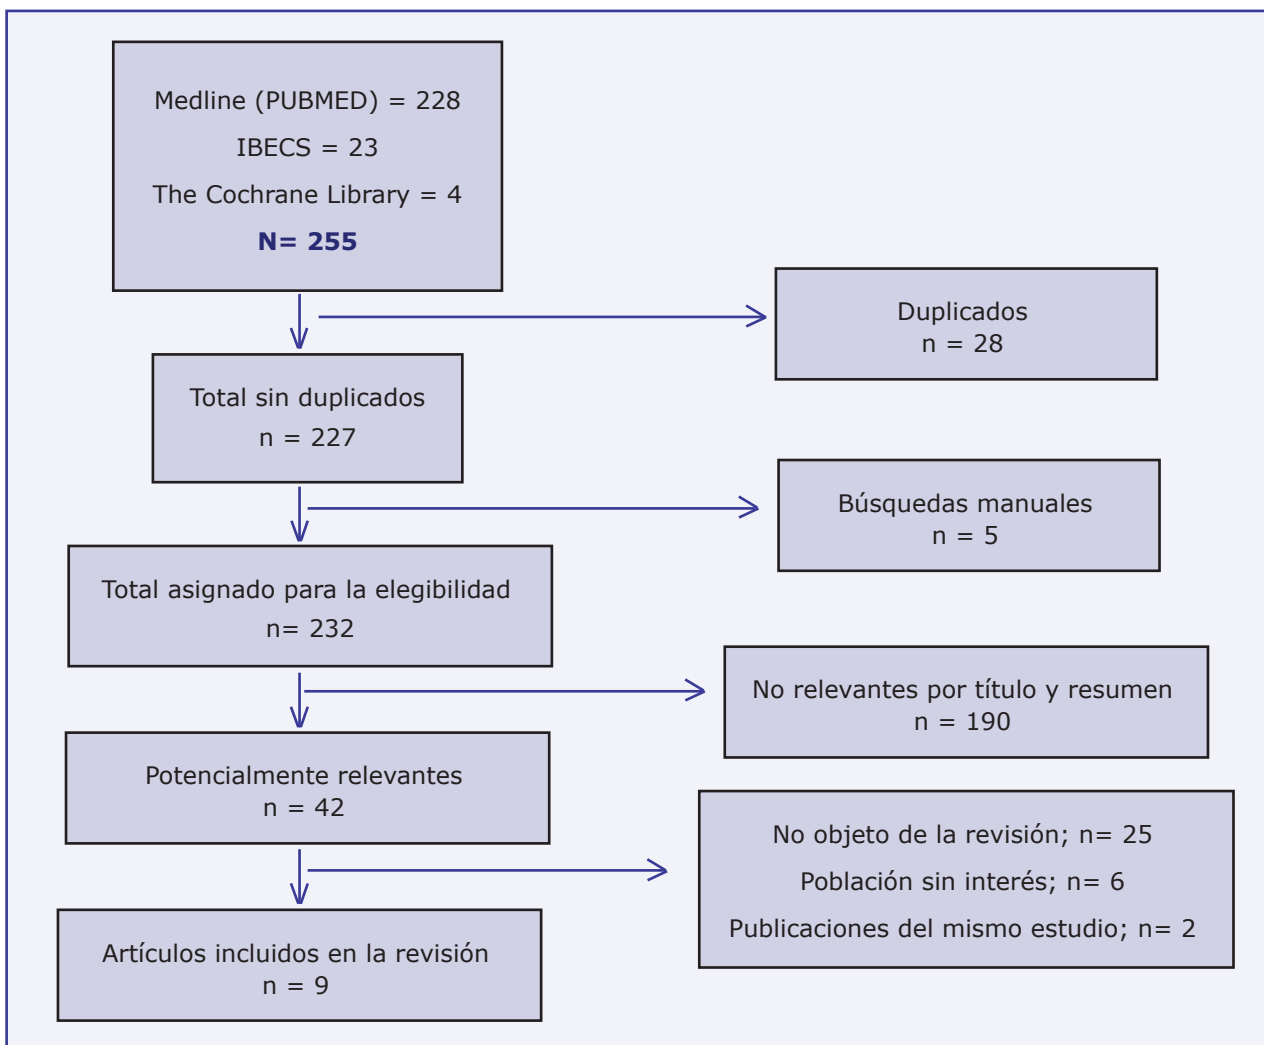 Medline (PUBMED) = 228
IBECS = 23
The Cochrane Library = 4
N= 255
Duplicados
n = 28
Total sin duplicados
n = 227
Búsquedas manuales
n = 5
Total asignado para la elegibilidad
n= 232
No relevantes por título y resumen
n = 190
Potencialmente relevantes
n = 42
No objeto de la revisión; n= 25
Población sin interés; n= 6
Publicaciones del mismo estudio; n= 2
Artículos incluidos en la revisión
n = 9